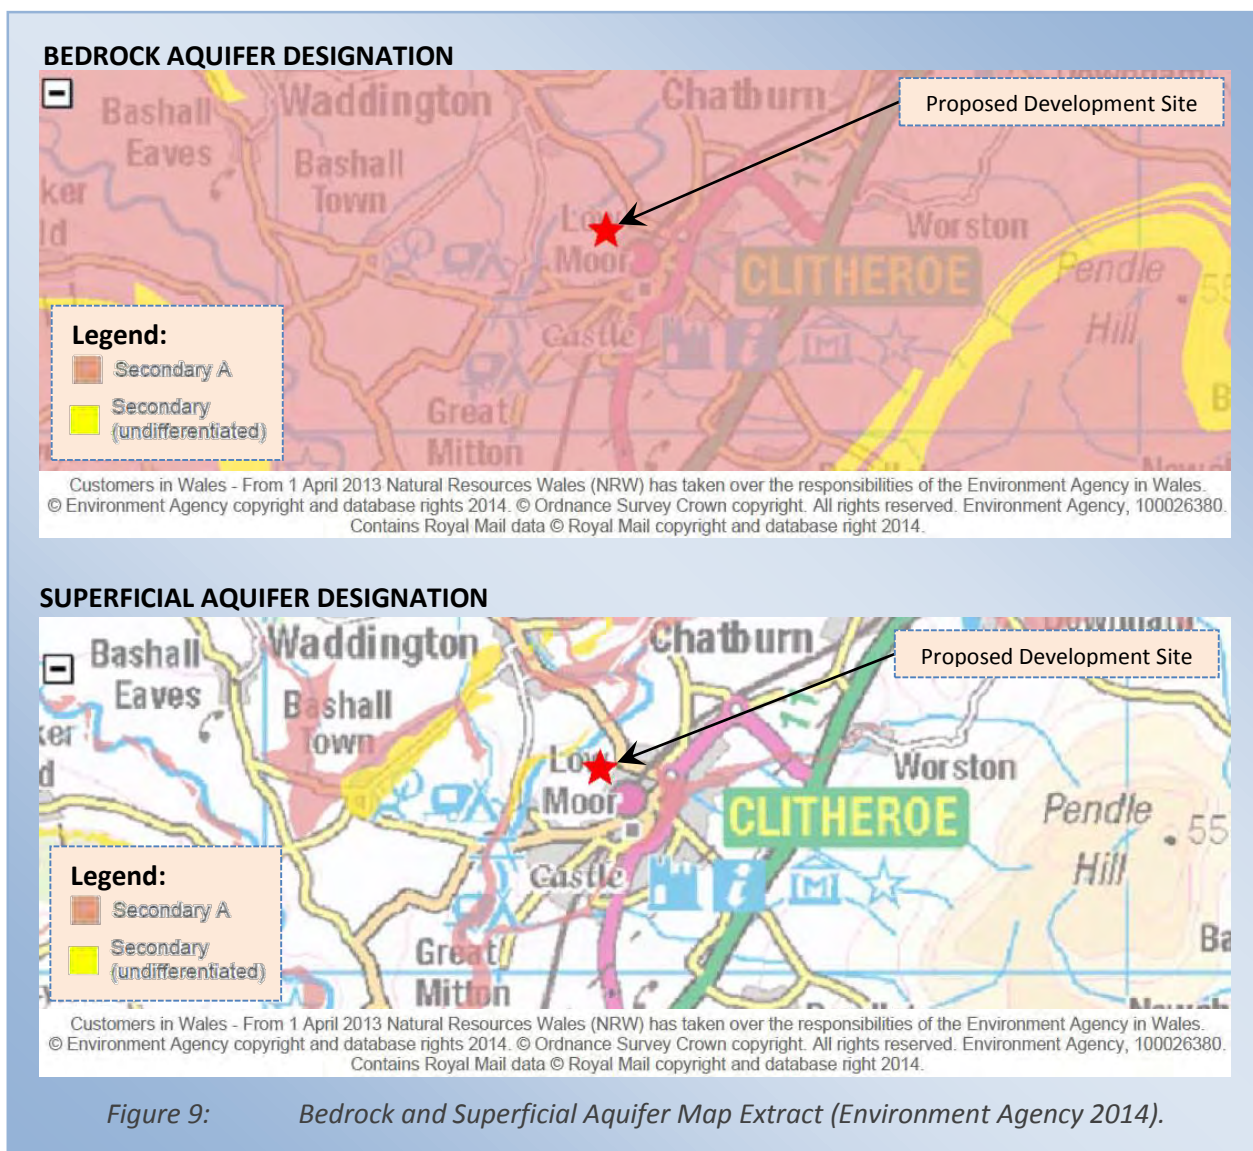 BEDROCK AQUIFER DESIGNATION
Bashall
Eaves
Waddington
Chatburn
Proposed Development Site
Bashall
Town
ker
ld
Low
Moor
Worston
CLITHEROE
Pendle
Hill
55
Castle
Great
Mitton
B
Legend:
Secondary A
Secondary
(undifferentiated)
Customers in Wales - From 1 April 2013 Natural Resources Wales (NRW) has taken over the responsibilities of the Environment Agency in Wales.
© Environment Agency copyright and database rights 2014. © Ordnance Survey Crown copyright. All rights reserved. Environment Agency, 100026380.
Contains Royal Mail data © Royal Mail copyright and database right 2014.
SUPERFICIAL AQUIFER DESIGNATION
Bashall
Eaves
Waddington
Chatburn
Proposed Development Site
Bashall
Town
ker
d
Low
Moor
Worston
CLITHEROE
Pendle
Hill
55
Castle
Great
Mitton
Ba
Legend:
Secondary A
Secondary
(undifferentiated)
Customers in Wales - From 1 April 2013 Natural Resources Wales (NRW) has taken over the responsibilities of the Environment Agency in Wales.
© Environment Agency copyright and database rights 2014. © Ordnance Survey Crown copyright. All rights reserved. Environment Agency, 100026380.
Contains Royal Mail data © Royal Mail copyright and database right 2014.
Figure 9: Bedrock and Superficial Aquifer Map Extract (Environment Agency 2014).